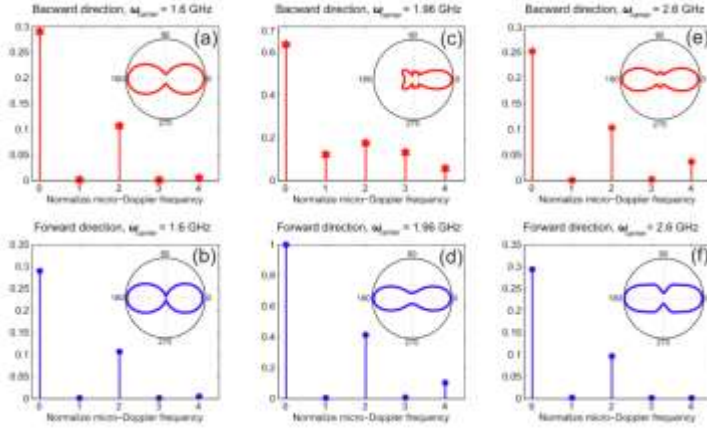 Bacward direction, ω_carrier = 1.6 GHz
(a)
0.3
0.25
0.2
0.15
0.1
0.05
0
90
180
0
270
0 1 2 3 4
Normalize micro-Doppler frequency
Bacward direction, ω_carrier = 1.96 GHz
(c)
0.7
0.6
0.4
0.2
0
90
180
0
270
0 1 2 3 4
Normalize micro-Doppler frequency
Bacward direction, ω_carrier = 2.6 GHz
(e)
0.3
0.25
0.2
0.15
0.1
0.05
0
90
180
0
270
0 1 2 3 4
Normalize micro-Doppler frequency
Forward direction, ω_carrier = 1.6 GHz
(b)
0.35
0.3
0.25
0.2
0.15
0.1
0.05
0
90
180
0
270
0 1 2 3 4
Normalize micro-Doppler frequency
Forward direction, ω_carrier = 1.96 GHz
(d)
1
0.8
0.6
0.4
0.2
0
90
180
0
270
0 1 2 3 4
Normalize micro-Doppler frequency
Forward direction, ω_carrier = 2.6 GHz
(f)
0.35
0.3
0.25
0.2
0.15
0.1
0.05
0
90
180
0
270
0 1 2 3 4
Normalize micro-Doppler frequency